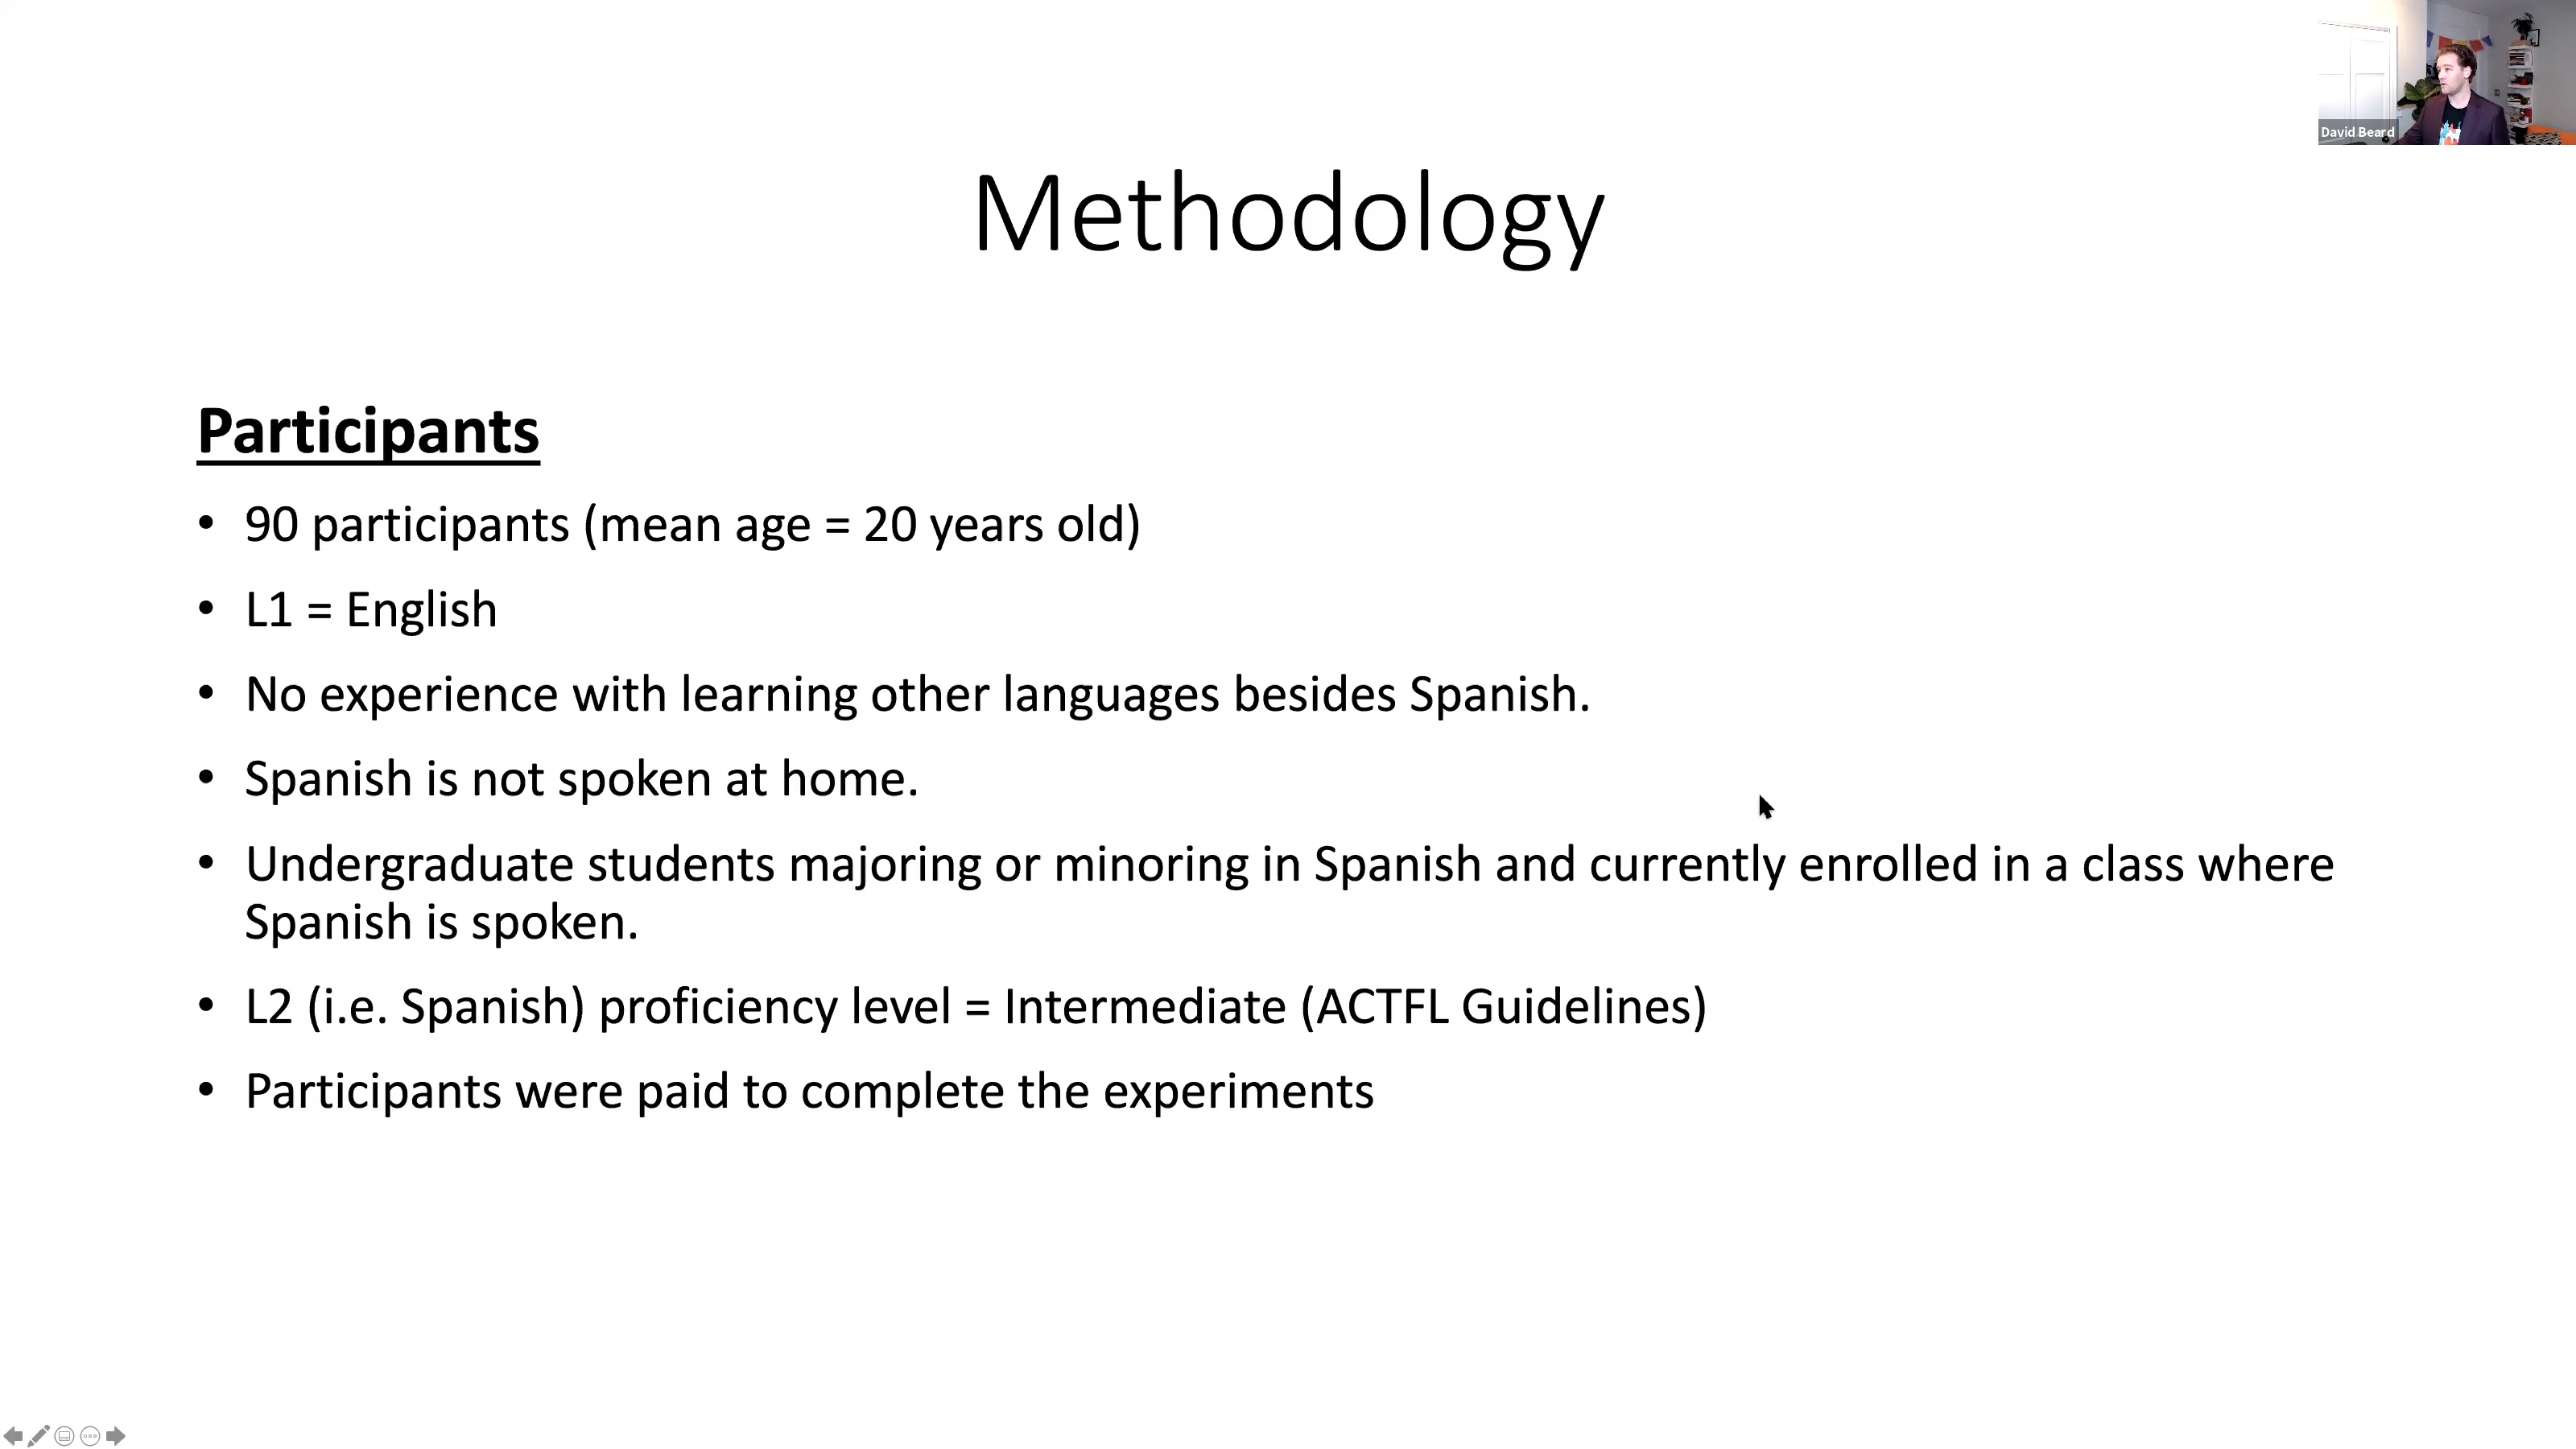 David Beard
Methodology
Participants
• 90 participants (mean age = 20 years old)
• L1 = English
• No experience with learning other languages besides Spanish.
• Spanish is not spoken at home.
• Undergraduate students majoring or minoring in Spanish and currently enrolled in a class where
Spanish is spoken.
• L2 (i.e. Spanish) proficiency level = Intermediate (ACTFL Guidelines)
• Participants were paid to complete the experiments